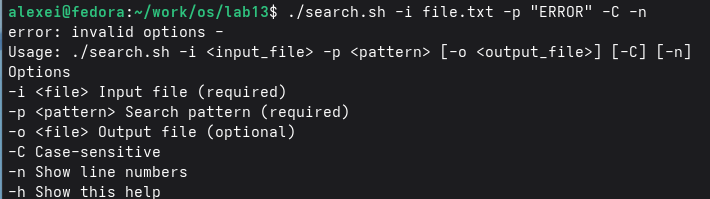 alexei@fedora:~/work/os/lab13$ ./search.sh -i file.txt -p "ERROR" -C -n
error: invalid options -
Usage: ./search.sh -i <input_file> -p <pattern> [-o <output_file>] [-C] [-n]
Options
-i <file> Input file (required)
-p <pattern> Search pattern (required)
-o <file> Output file (optional)
-C Case-sensitive
-n Show line numbers
-h Show this help